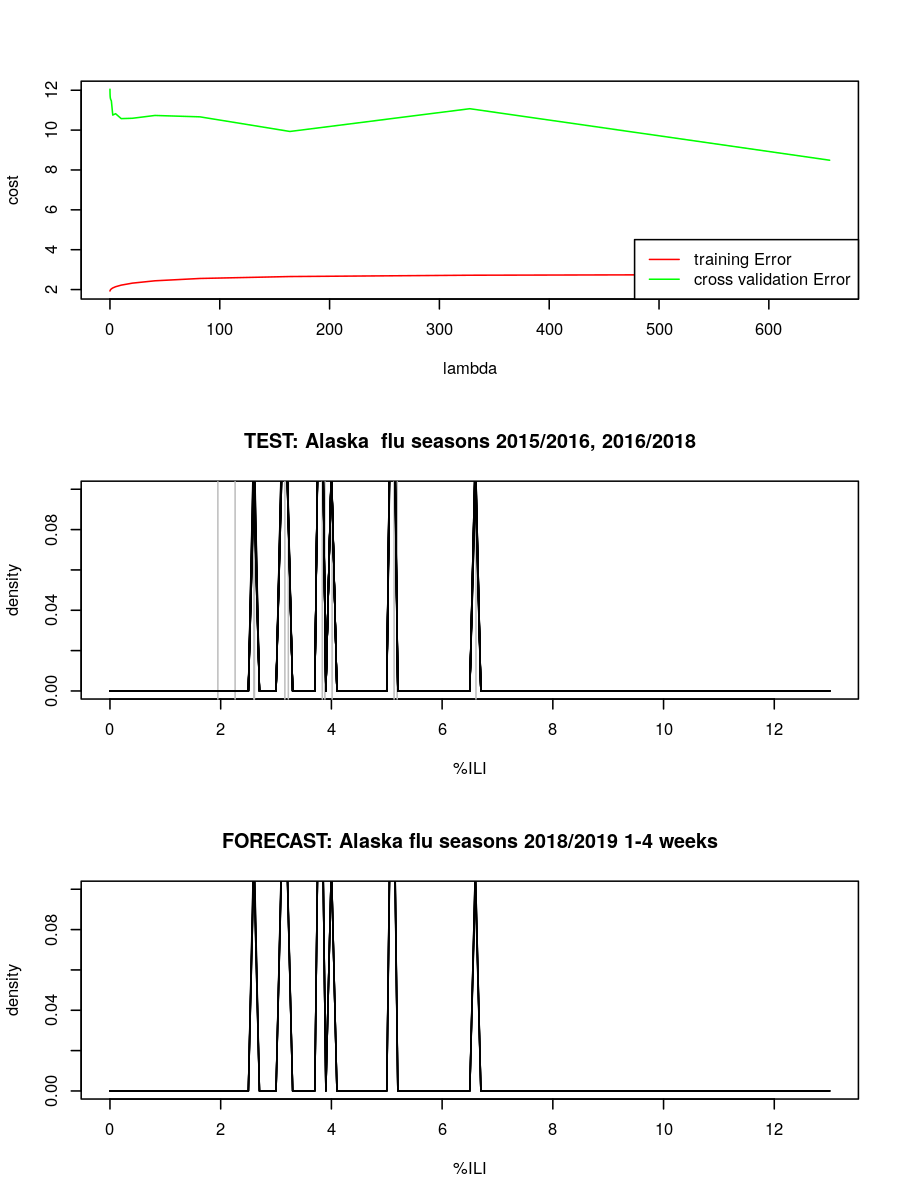 12
10
8
6
4
2
cost
training Error
cross validation Error
0 100 200 300 400 500 600
lambda
TEST: Alaska  flu seasons 2015/2016, 2016/2018
0.08
0.04
0.00
density
0 2 4 6 8 10 12
%ILI
FORECAST: Alaska flu seasons 2018/2019 1-4 weeks
0.08
0.04
0.00
density
0 2 4 6 8 10 12
%ILI